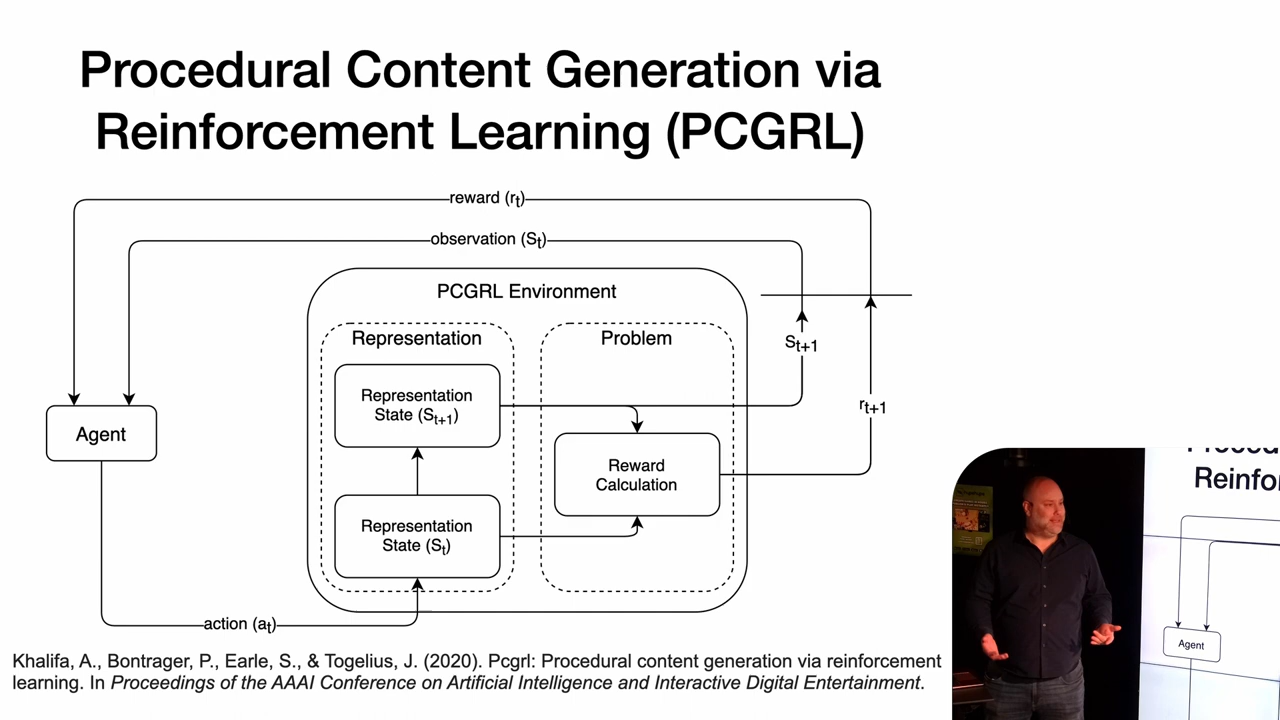 Procedural Content Generation via
Reinforcement Learning (PCGRL)
reward (rt)
observation (St)
PCGRL Environment
Representation
Problem
St+1
Representation
State (St+1)
rt+1
Agent
Reward
Calculation
Representation
State (St)
action (at)
Khalifa, A., Bontrager, P., Earle, S., & Togelius, J. (2020). Pcgrl: Procedural content generation via reinforcement
learning. In Proceedings of the AAAI Conference on Artificial Intelligence and Interactive Digital Entertainment.
Reinfo
Agent